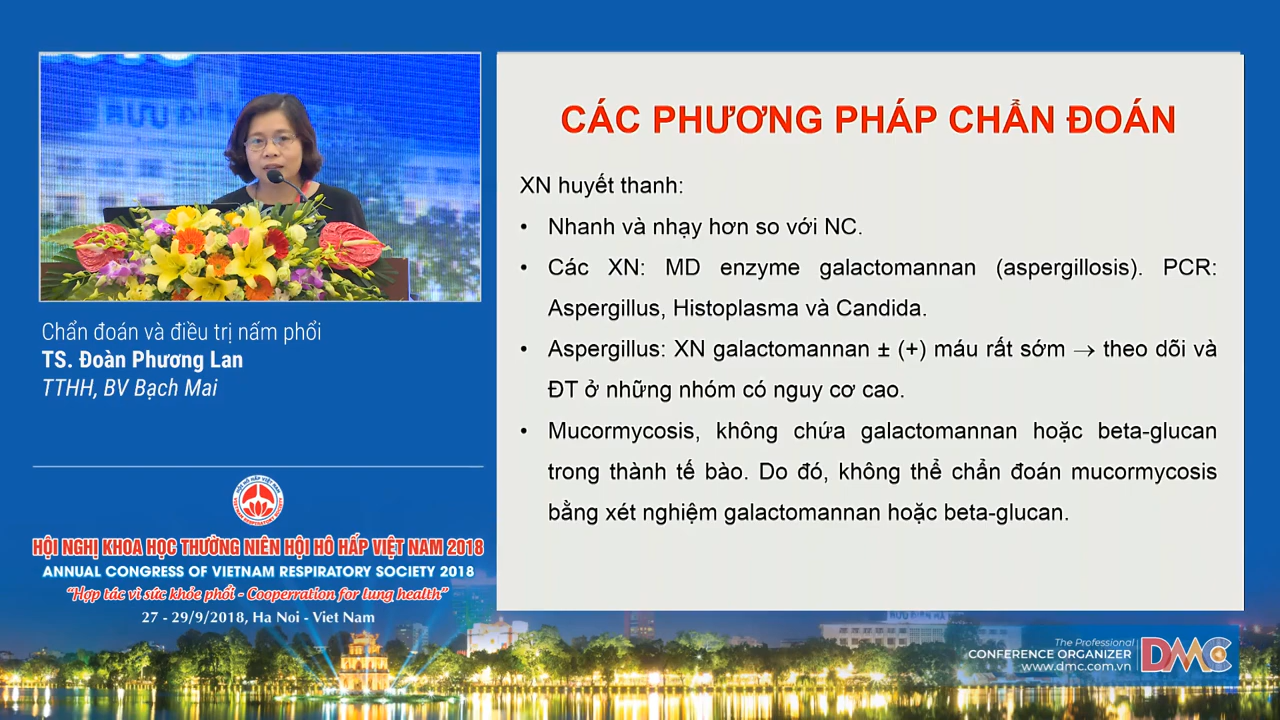 BƯU ĐIỆN
CÁC PHƯƠNG PHÁP CHẨN ĐOÁN
XN huyết thanh:
• Nhanh và nhạy hơn so với NC.
• Các XN: MD enzyme galactomannan (aspergillosis). PCR:
Aspergillus, Histoplasma và Candida.
• Aspergillus: XN galactomannan ± (+) máu rất sớm → theo dõi và
ĐT ở những nhóm có nguy cơ cao.
• Mucormycosis, không chứa galactomannan hoặc beta-glucan
trong thành tế bào. Do đó, không thể chẩn đoán mucormycosis
bằng xét nghiệm galactomannan hoặc beta-glucan.
Chẩn đoán và điều trị nấm phổi
TS. Đoàn Phương Lan
TTHH, BV Bạch Mai
HỘI NGHỊ KHOA HỌC THƯỜNG NIÊN HỘI HÔ HẤP VIỆT NAM 2018
ANNUAL CONGRESS OF VIETNAM RESPIRATORY SOCIETY 2018
"Hợp tác vì sức khỏe phổi - Cooperration for lung health"
27 - 29/9/2018, Ha Noi - Viet Nam
The Professional
CONFERENCE ORGANIZER
www.dmc.com.vn
DMC